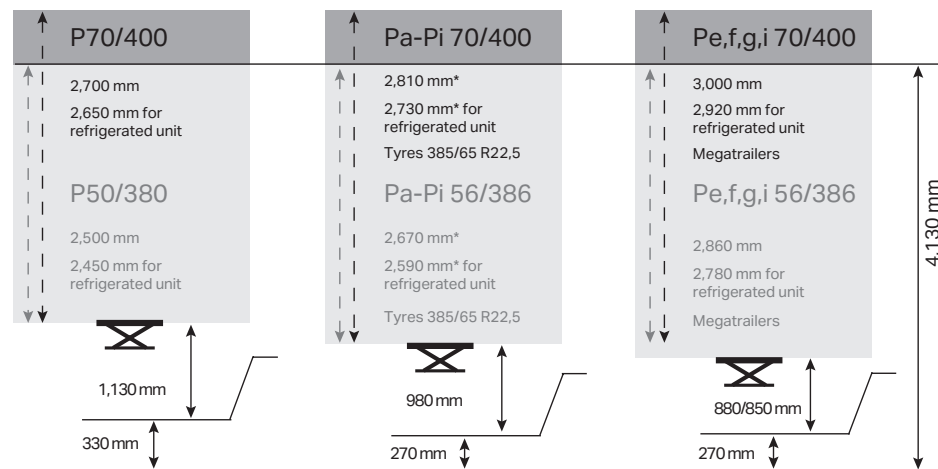 P70/400
2,700 mm
2,650 mm for
refrigerated unit
P50/380
2,500 mm
2,450 mm for
refrigerated unit
1,130 mm
330 mm
Pa-Pi 70/400
2,810 mm*
2,730 mm* for
refrigerated unit
Tyres 385/65 R22,5
Pa-Pi 56/386
2,670 mm*
2,590 mm* for
refrigerated unit
Tyres 385/65 R22,5
980 mm
270 mm
Pe,f,g,i 70/400
3,000 mm
2,920 mm for
refrigerated unit
Megatrailers
Pe,f,g,i 56/386
2,860 mm
2,780 mm for
refrigerated unit
Megatrailers
880/850 mm
270 mm
4.130 mm